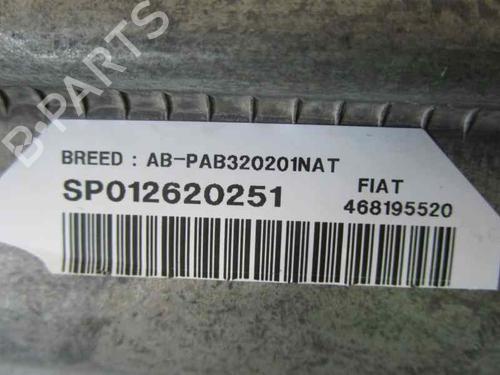 B-PARTS
BREED : AB-PAB320201NAT
SP012620251
FIAT
468195520